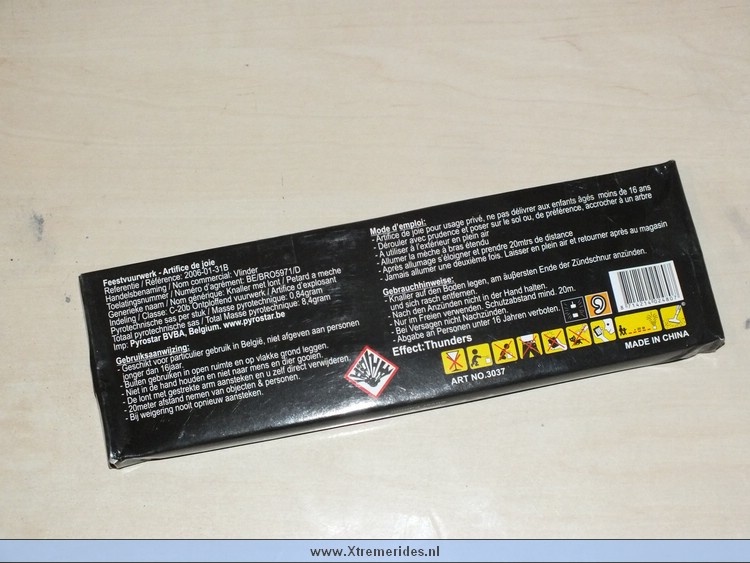 Feestvuurwerk - Artifice de joie
Referentie / Référence: 2006-01-31B
Handelsbenaming / Nom commercial: Vlinder
Toelatingsnummer / Numéro d'agrément: BE/BRO5971/D
Generieke naam / Nom générique: Knaller met lont / Petard a meche
Indeling / Classe: C-20b Ontploffend vuurwerk / Artifice d'explosant
Pyrotechnische sas per stuk / Masse pyrotechnique: 0,84gram
Totaal pyrotechnische sas / Total Masse pyrotechnique: 8,4gram
Imp: Pyrostar BVBA, Belgium. www.pyrostar.be
Gebruiksaanwijzing:
- Geschikt voor particulier gebruik in België, niet afgeven aan personen
jonger dan 16jaar.
- Buiten gebruiken in open ruimte en op vlakke grond leggen.
- Niet in de hand houden en niet naar mens en dier gooien.
- De lont met gestrekte arm aansteken en u zelf direct verwijderen.
- 20meter afstand nemen van objecten & personen.
- Bij weigering nooit opnieuw aansteken.
Mode d'emploi:
- Artifice de joie pour usage privé, ne pas délivrer aux enfants âgés moins de 16 ans
- Dérouler avec prudence et poser sur le sol ou, de préférence, accrocher à un arbre
- A utiliser à l'extérieur en plein air
- Allumer la mèche à bras étendu
- Après allumage s'éloigner et prendre 20mtrs de distance
- Jamais allumer une deuxième fois. Laisser en plein air et retourner après au magasin
Gebrauchhinweise:
- Knaller auf den Boden legen, am äußersten Ende der Zündschnur anzünden.
und sich rasch entfernen.
- Nach den Anzünden nicht in der Hand halten.
- Nur im Freien verwenden. Schutzabstand mind. 20m.
- Bei Versagen nicht Nachzünden.
- Abgabe an Personen unter 16 Jahren verboten.
Effect:Thunders
ART NO.3037
MADE IN CHINA
www.Xtremerides.nl